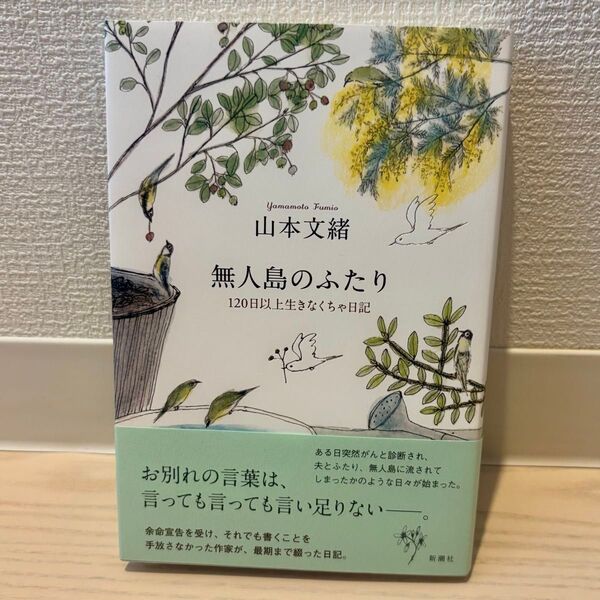 Yamamoto Fumio
山本文緒
無人島のふたり
120日以上生きなくちゃ日記
ある日突然がんと診断され、
夫とふたり、無人島に流されて
しまったかのような日々が始まった。
お別れの言葉は、
言っても言っても言い足りない――。
余命宣告を受け、それでも書くことを
手放さなかった作家が、最期まで綴った日記。
新潮社